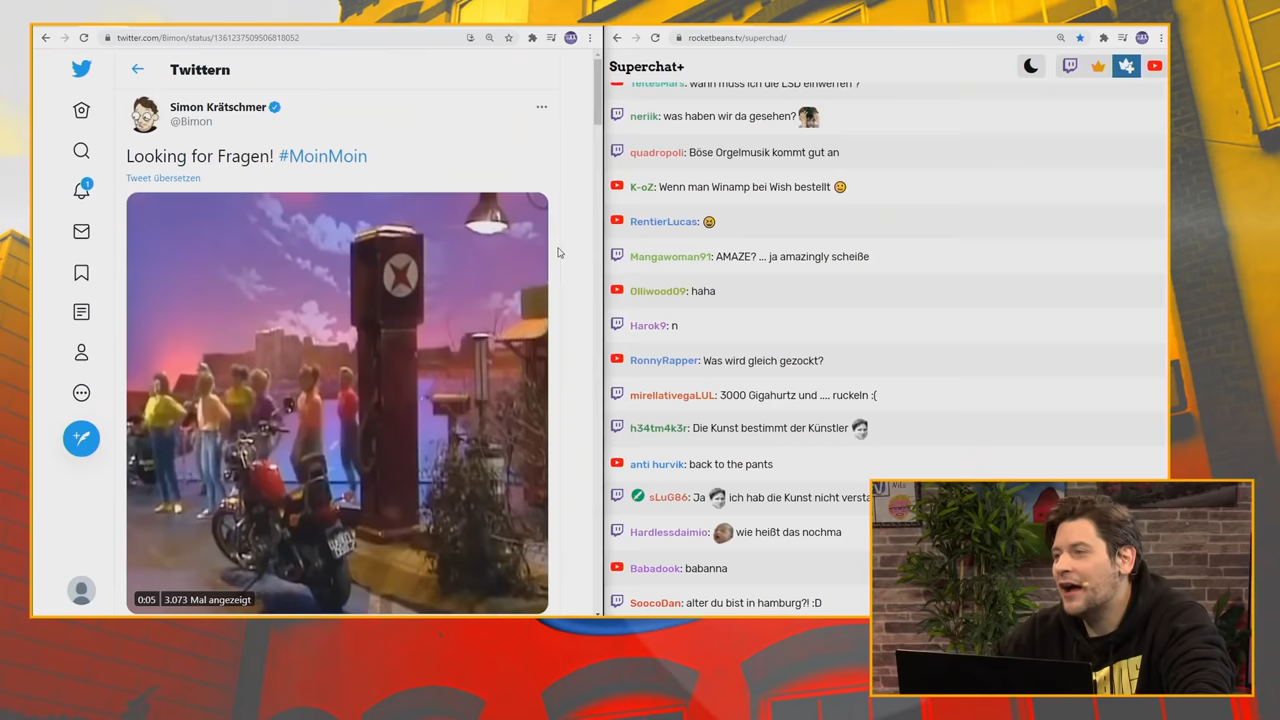 twitter.com/Bimon/status/1361237509506818052
Twittern
Simon Krätschmer
@Bimon
Looking for Fragen! #MoinMoin
Tweet übersetzen
1
0:05
3.073 Mal angezeigt
rocketbeans.tv/superchad/
Superchat+
TeltesMars: wann muss ich die LSD einwerfen ?
neriik: was haben wir da gesehen?
quadropoli: Böse Orgelmusik kommt gut an
K-oZ: Wenn man Winamp bei Wish bestellt
RentierLucas:
Mangawoman91: AMAZE? ... ja amazingly scheiße
Olliwood09: haha
Harok9: n
RonnyRapper: Was wird gleich gezockt?
mirellativegaLUL: 3000 Gigahurtz und .... ruckeln :(
h34tm4k3r: Die Kunst bestimmt der Künstler
anti hurvik: back to the pants
sLuG86: Ja ich hab die Kunst nicht versta
Hardlessdaimio: wie heißt das nochma
Babadook: babanna
SoocoDan: alter du bist in hamburg?! :D
Nils